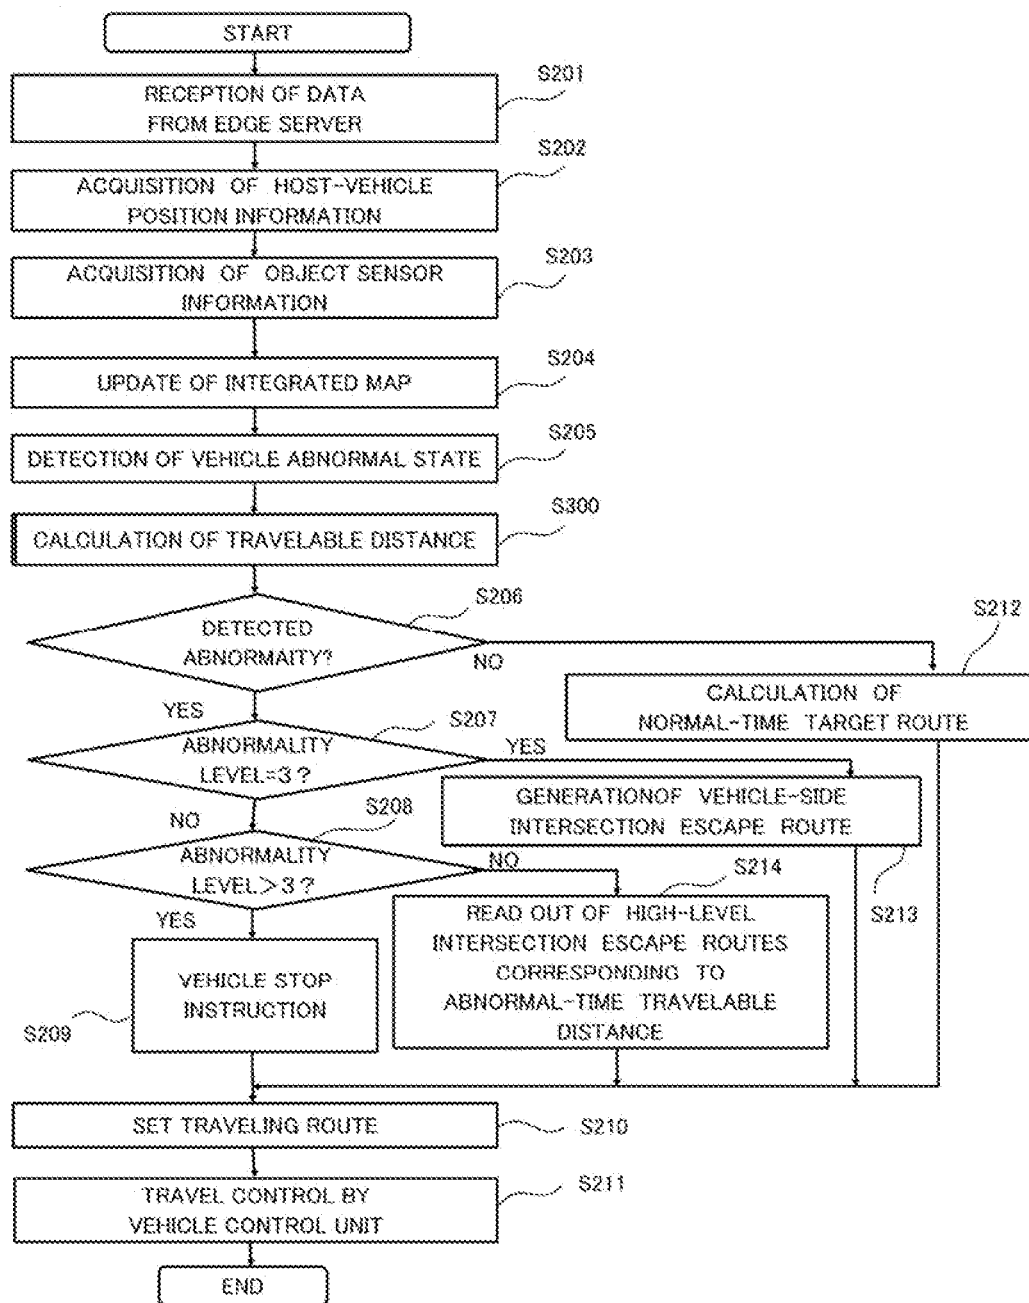 START
S201
RECEPTION OF DATA
FROM EDGE SERVER
S202
ACQUISITION OF HOST-VEHICLE
POSITION INFORMATION
S203
ACQUISITION OF OBJECT SENSOR
INFORMATION
S204
UPDATE OF INTEGRATED MAP
S205
DETECTION OF VEHICLE ABNORMAL STATE
S300
CALCULATION OF TRAVELABLE DISTANCE
S206
DETECTED
ABNORMAITY?
NO
S212
CALCULATION OF
NORMAL-TIME TARGET ROUTE
YES
S207
ABNORMALITY
LEVEL=3?
YES
GENERATIONOF VEHICLE-SIDE
INTERSECTION ESCAPE ROUTE
S213
NO
S208
ABNORMALITY
LEVEL>3?
NO
S214
READ OUT OF HIGH-LEVEL
INTERSECTION ESCAPE ROUTES
CORRESPONDING TO
ABNORMAL-TIME TRAVELABLE
DISTANCE
YES
VEHICLE STOP
INSTRUCTION
S209
SET TRAVELING ROUTE
S210
TRAVEL CONTROL BY
VEHICLE CONTROL UNIT
S211
END